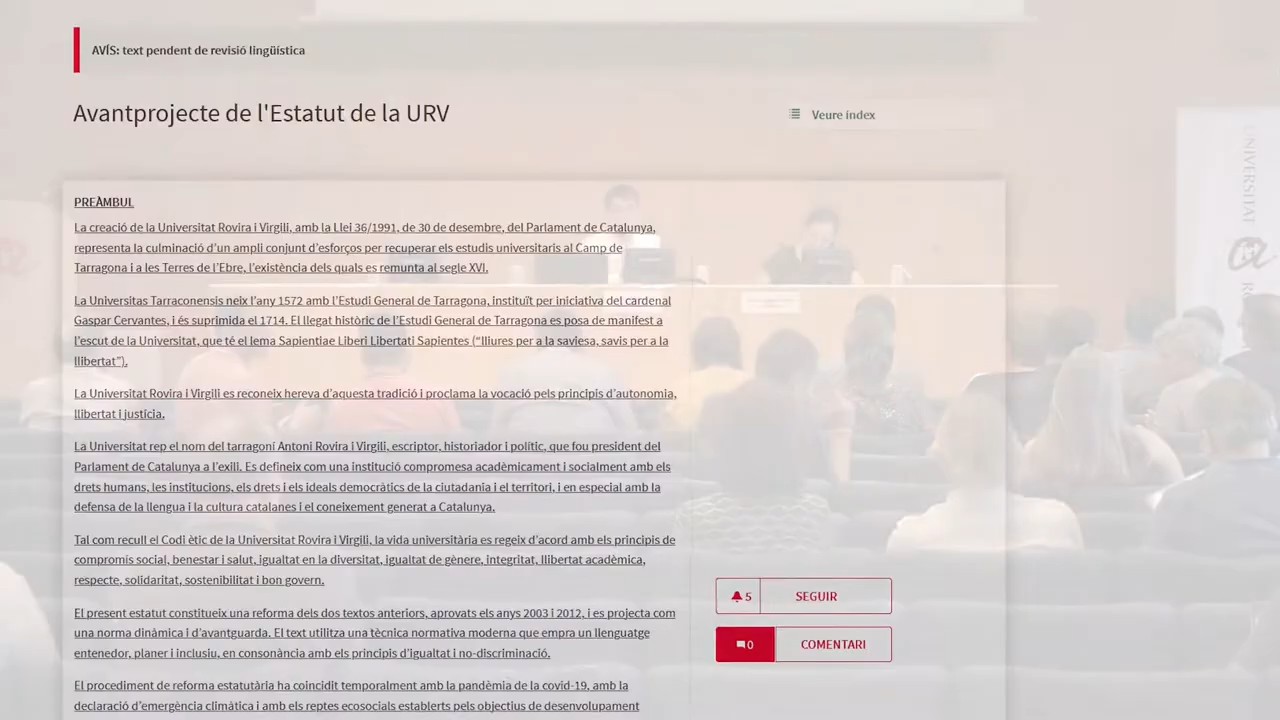 AVÍS: text pendent de revisió lingüística
Avantprojecte de l'Estatut de la URV
Veure índex
PREÀMBUL
La creació de la Universitat Rovira i Virgili, amb la Llei 36/1991, de 30 de desembre, del Parlament de Catalunya,
representa la culminació d’un ampli conjunt d’esforços per recuperar els estudis universitaris al Camp de
Tarragona i a les Terres de l’Ebre, l’existència dels quals es remunta al segle XVI.
La Universitas Tarraconensis neix l’any 1572 amb l’Estudi General de Tarragona, instituït per iniciativa del cardenal
Gaspar Cervantes, i és suprimida el 1714. El llegat històric de l’Estudi General de Tarragona es posa de manifest a
l’escut de la Universitat, que té el lema Sapientiae Liberi Libertati Sapientes (“lliures per a la saviesa, savis per a la
llibertat”).
La Universitat Rovira i Virgili es reconeix hereva d’aquesta tradició i proclama la vocació pels principis d’autonomia,
llibertat i justícia.
La Universitat rep el nom del tarragoní Antoni Rovira i Virgili, escriptor, historiador i polític, que fou president del
Parlament de Catalunya a l’exili. Es defineix com una institució compromesa acadèmicament i socialment amb els
drets humans, les institucions, els drets i els ideals democràtics de la ciutadania i el territori, i en especial amb la
defensa de la llengua i la cultura catalanes i el coneixement generat a Catalunya.
Tal com recull el Codi ètic de la Universitat Rovira i Virgili, la vida universitària es regeix d’acord amb els principis de
compromís social, benestar i salut, igualtat en la diversitat, igualtat de gènere, integritat, llibertat acadèmica,
respecte, solidaritat, sostenibilitat i bon govern.
El present estatut constitueix una reforma dels dos textos anteriors, aprovats els anys 2003 i 2012, i es projecta com
una norma dinàmica i d’avantguarda. El text utilitza una tècnica normativa moderna que empra un llenguatge
entenedor, planer i inclusiu, en consonància amb els principis d’igualtat i no-discriminació.
El procediment de reforma estatutària ha coincidit temporalment amb la pandèmia de la covid-19, amb la
declaració d’emergència climàtica i amb els reptes ecosocials establerts pels objectius de desenvolupament
5 SEGUIR
0 COMENTARI
UNIVERSITAT